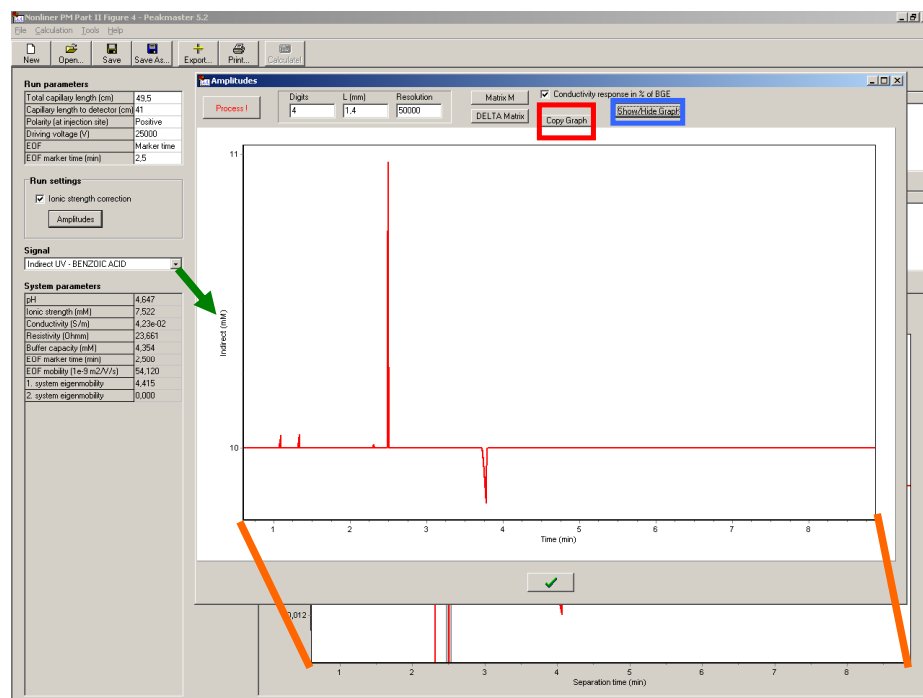 Nonliner PM Part II Figure 4 - Peakmaster 5.2
File Calculation Tools Help
New Open... Save Save As... Export... Print... Calculate!
Run parameters
Total capillary length (cm) 49,5
Capillary length to detector (cm) 41
Polarity (at injection site) Positive
Driving voltage (V) 25000
EOF Marker time
EOF marker time (min) 2,5
Run settings
Ionic strength correction
Amplitudes
Signal
Indirect UV - BENZOIC ACID
System parameters
pH 4,647
Ionic strength (mM) 7,522
Conductivity (S/m) 4,23e-02
Resistivity (Ohmm) 23,661
Buffer capacity (mM) 4,354
EOF marker time (min) 2,500
EOF mobility (1e-9 m2/V/s) 54,120
1. system eigenmobility 4,415
2. system eigenmobility 0,000
Amplitudes
Process !
Digits L (mm) Resolution
4 1.4 50000
Matrix M
DELTA Matrix
Conductivity response in % of BGE
Copy Graph
Show/Hide Graph
11
Indirect (mM)
10
1 2 3 4 5 6 7 8
Time (min)
0,012
1 2 3 4 5 6 7 8
Separation time (min)